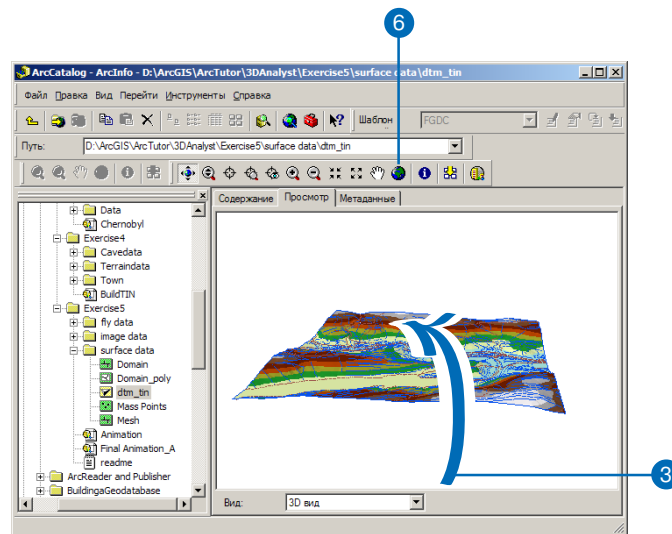 6
ArcCatalog - ArcInfo - D:\ArcGIS\ArcTutor\3DAnalyst\Exercise5\surface data\dtm_tin
Файл Правка Вид Перейти Инструменты Справка
Шаблон FGDC
Путь: D:\ArcGIS\ArcTutor\3DAnalyst\Exercise5\surface data\dtm_tin
Содержание Просмотр Метаданные
Data
Chernobyl
Exercise4
Cavedata
Terraindata
Town
BuildTIN
Exercise5
fly data
image data
surface data
Domain
Domain_poly
dtm_tin
Mass Points
Mesh
Animation
Final Animation_A
readme
ArcReader and Publisher
BuildingaGeodatabase
3
Вид: 3D вид